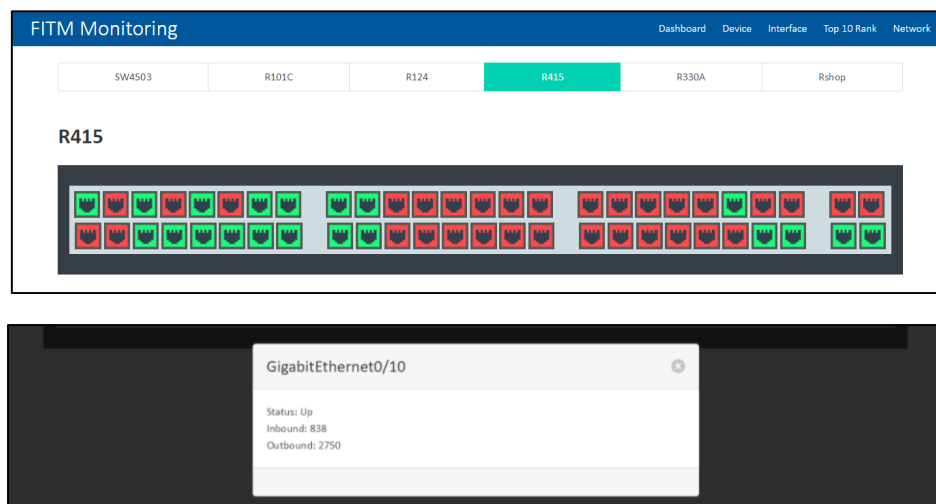 FITM Monitoring
Dashboard Device Interface Top 10 Rank Network
SW4503 R101C R124 R415 R330A Rshop
R415
GigabitEthernet0/10
Status: Up
Inbound: 838
Outbound: 2750